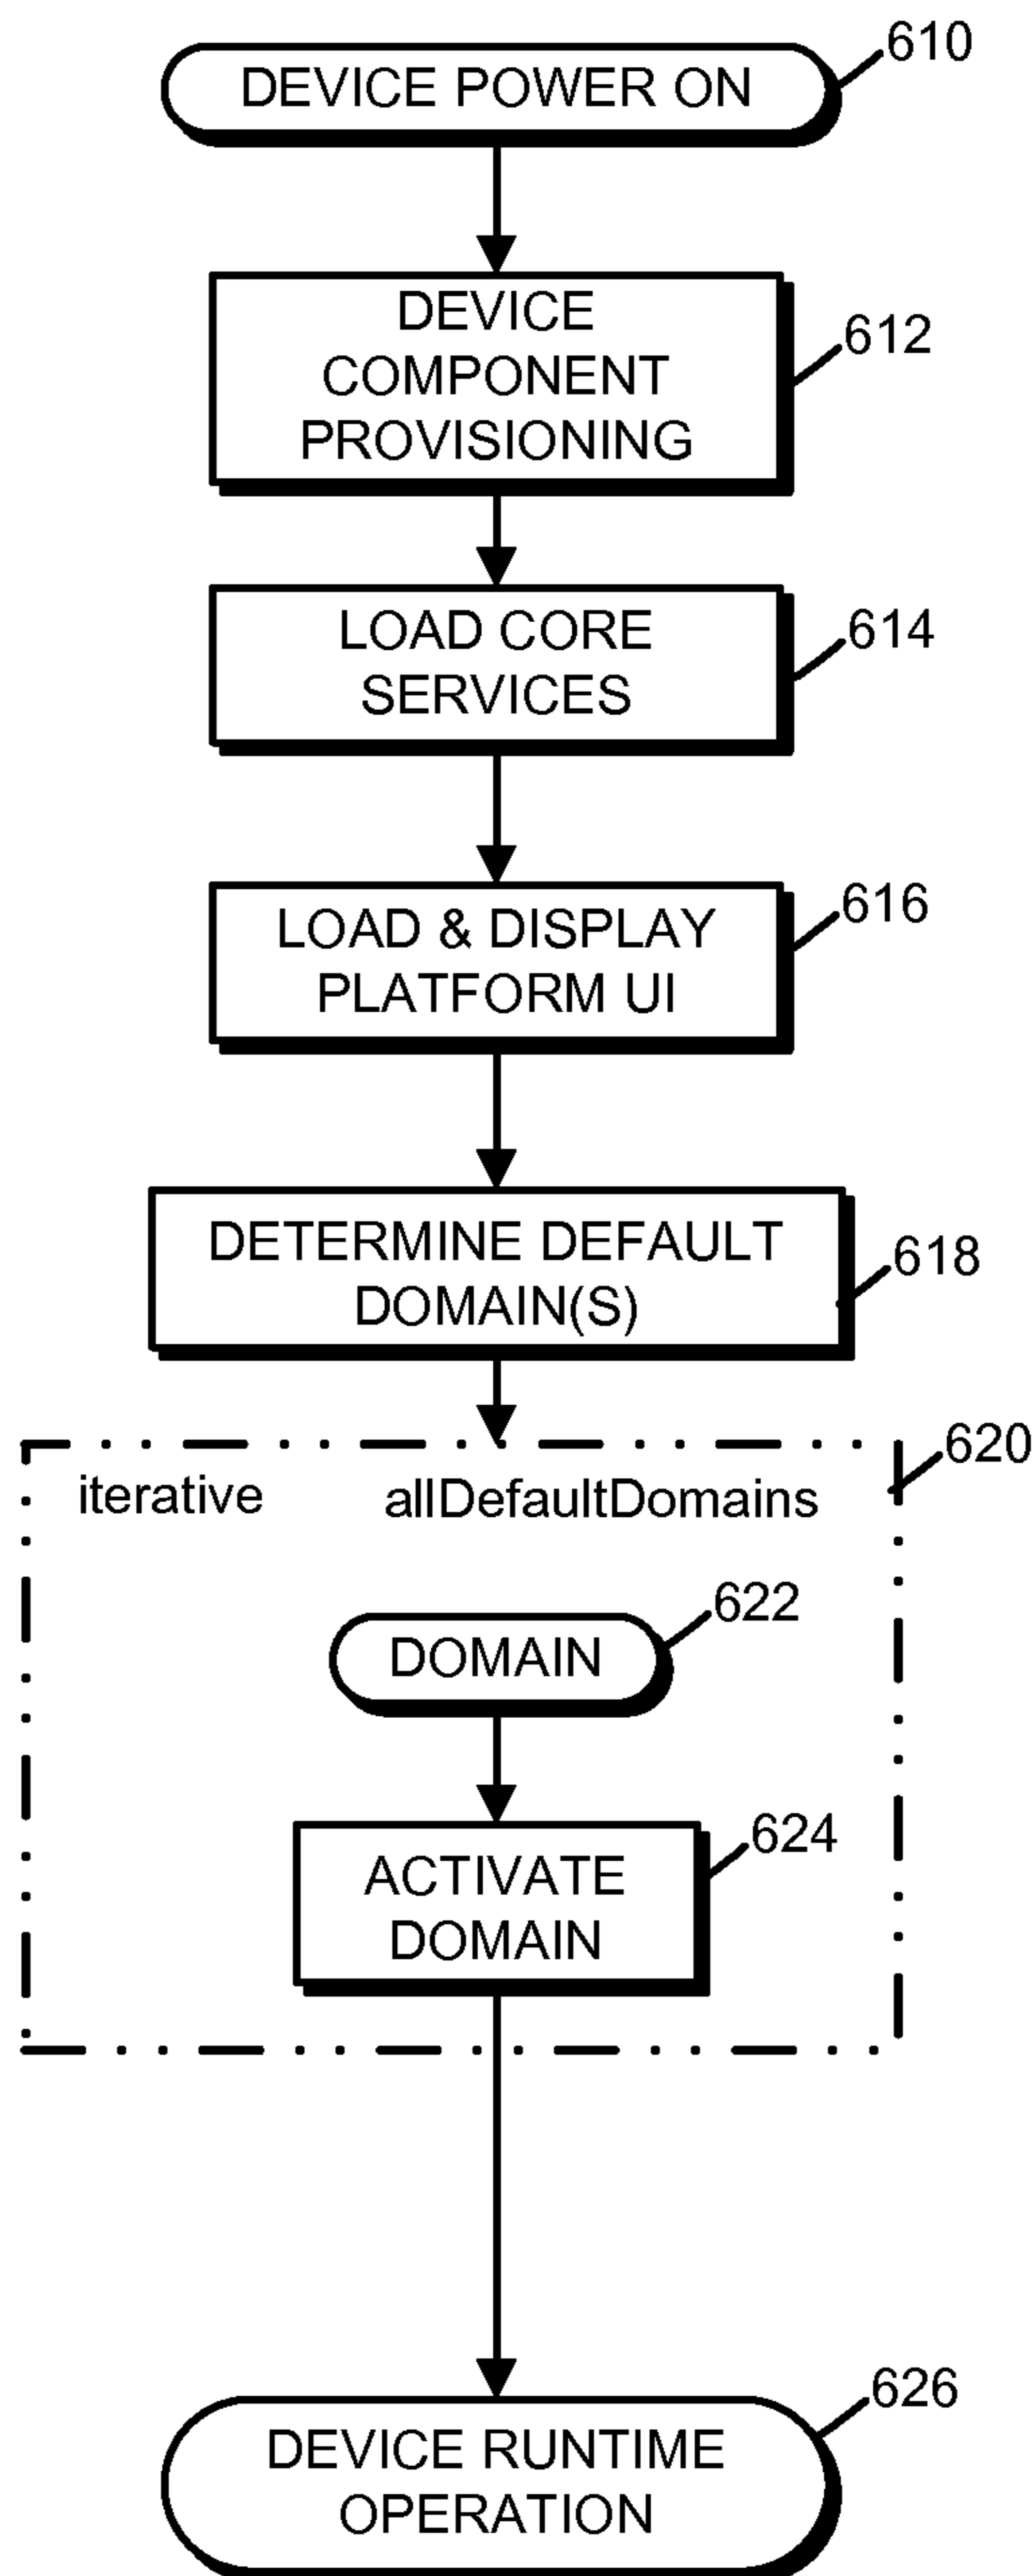 610
DEVICE POWER ON
DEVICE
COMPONENT
PROVISIONING
612
LOAD CORE
SERVICES
614
LOAD & DISPLAY
PLATFORM UI
616
DETERMINE DEFAULT
DOMAIN(S)
618
620
iterative allDefaultDomains
622
DOMAIN
624
ACTIVATE
DOMAIN
626
DEVICE RUNTIME
OPERATION